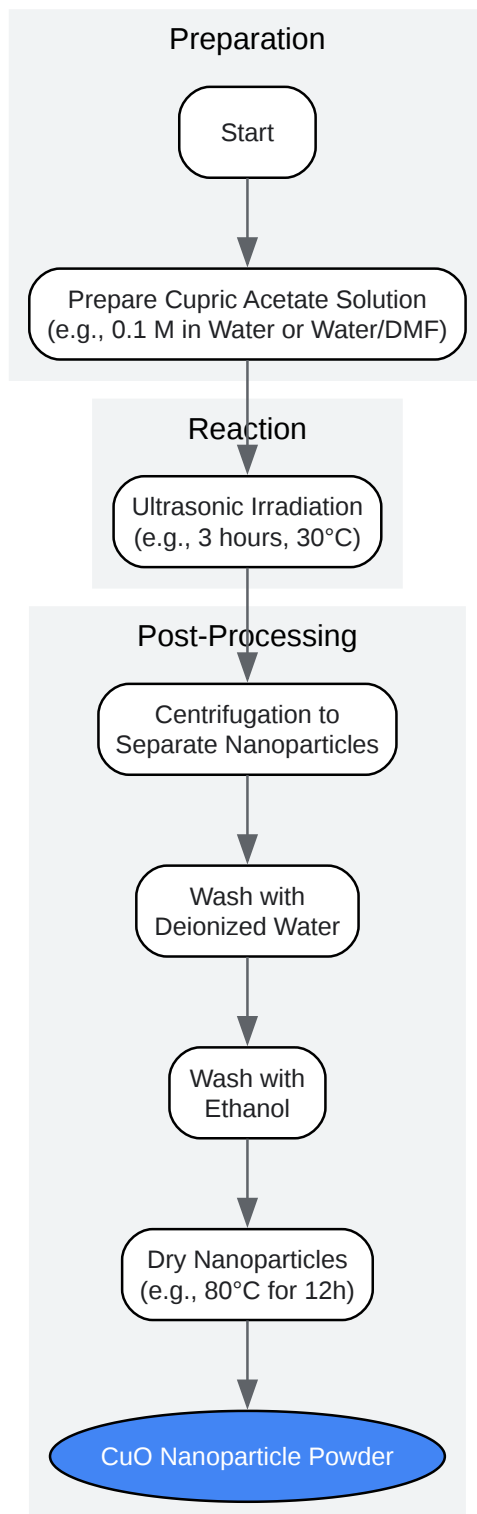 Preparation
Start
Prepare Cupric Acetate Solution
(e.g., 0.1 M in Water or Water/DMF)
Reaction
Ultrasonic Irradiation
(e.g., 3 hours, 30°C)
Post-Processing
Centrifugation to
Separate Nanoparticles
Wash with
Deionized Water
Wash with
Ethanol
Dry Nanoparticles
(e.g., 80°C for 12h)
CuO Nanoparticle Powder